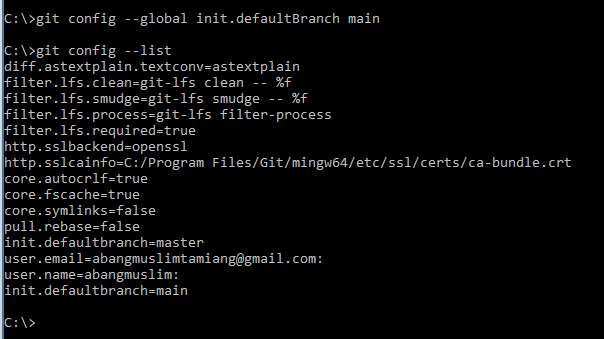 C:\>git config --global init.defaultBranch main
C:\>git config --list
diff.astextplain.textconv=astextplain
filter.lfs.clean=git-lfs clean -- %f
filter.lfs.smudge=git-lfs smudge -- %f
filter.lfs.process=git-lfs filter-process
filter.lfs.required=true
http.sslbackend=openssl
http.sslcainfo=C:/Program Files/Git/mingw64/etc/ssl/certs/ca-bundle.crt
core.autocrlf=true
core.fscache=true
core.symlinks=false
pull.rebase=false
init.defaultbranch=master
user.email=abangmuslimtamiang@gmail.com:
user.name=abangmuslim:
init.defaultbranch=main
C:\>